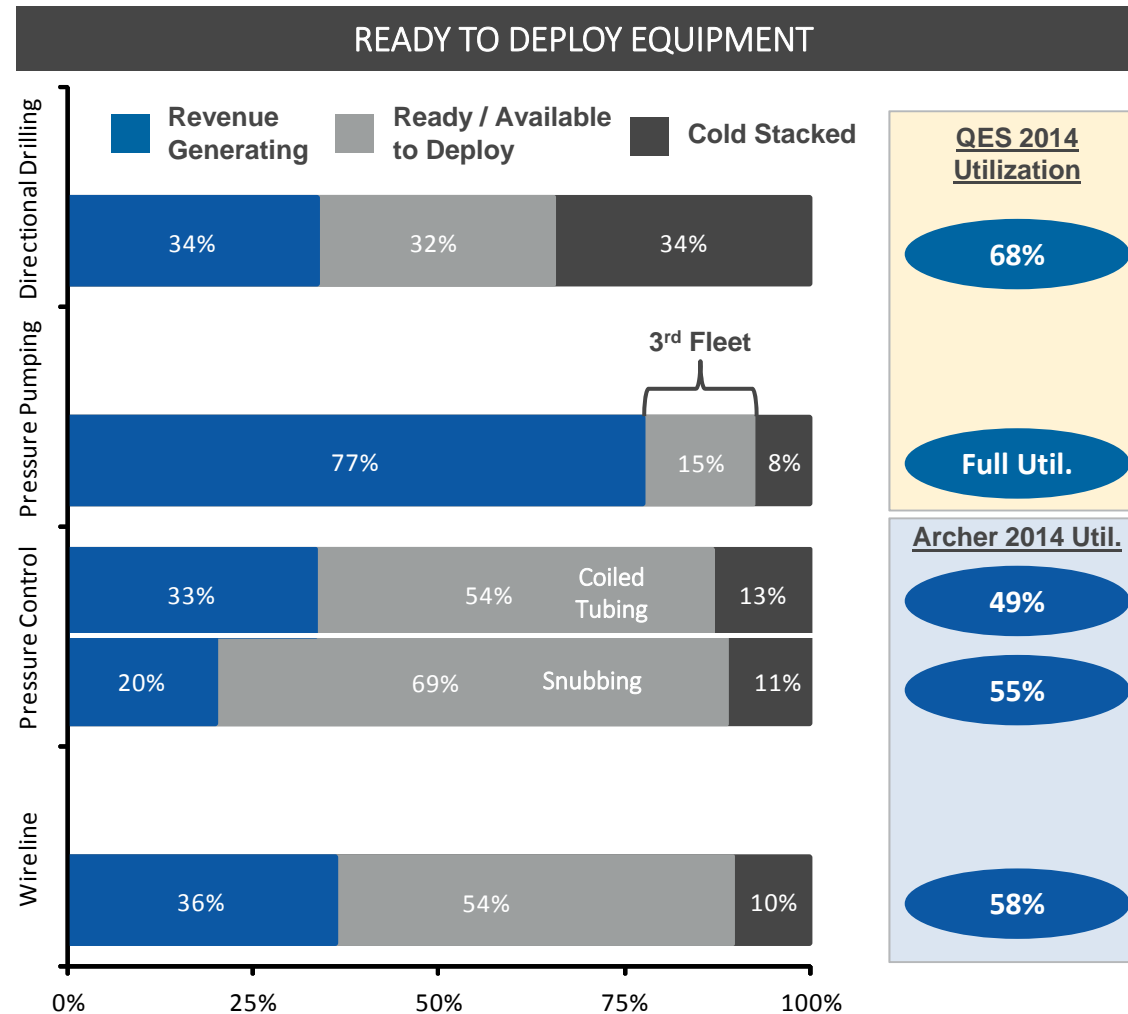 READY TO DEPLOY EQUIPMENT
Revenue
Generating
Ready / Available
to Deploy
Cold Stacked
Directional Drilling
34%
32%
34%
Pressure Pumping
3rd Fleet
77%
15%
8%
Pressure Control
33%
54%
Coiled
Tubing
13%
20%
69%
Snubbing
11%
Wireline
36%
54%
10%
0%
25%
50%
75%
100%
QES 2014
Utilization
68%
Full Util.
Archer 2014 Util.
49%
55%
58%